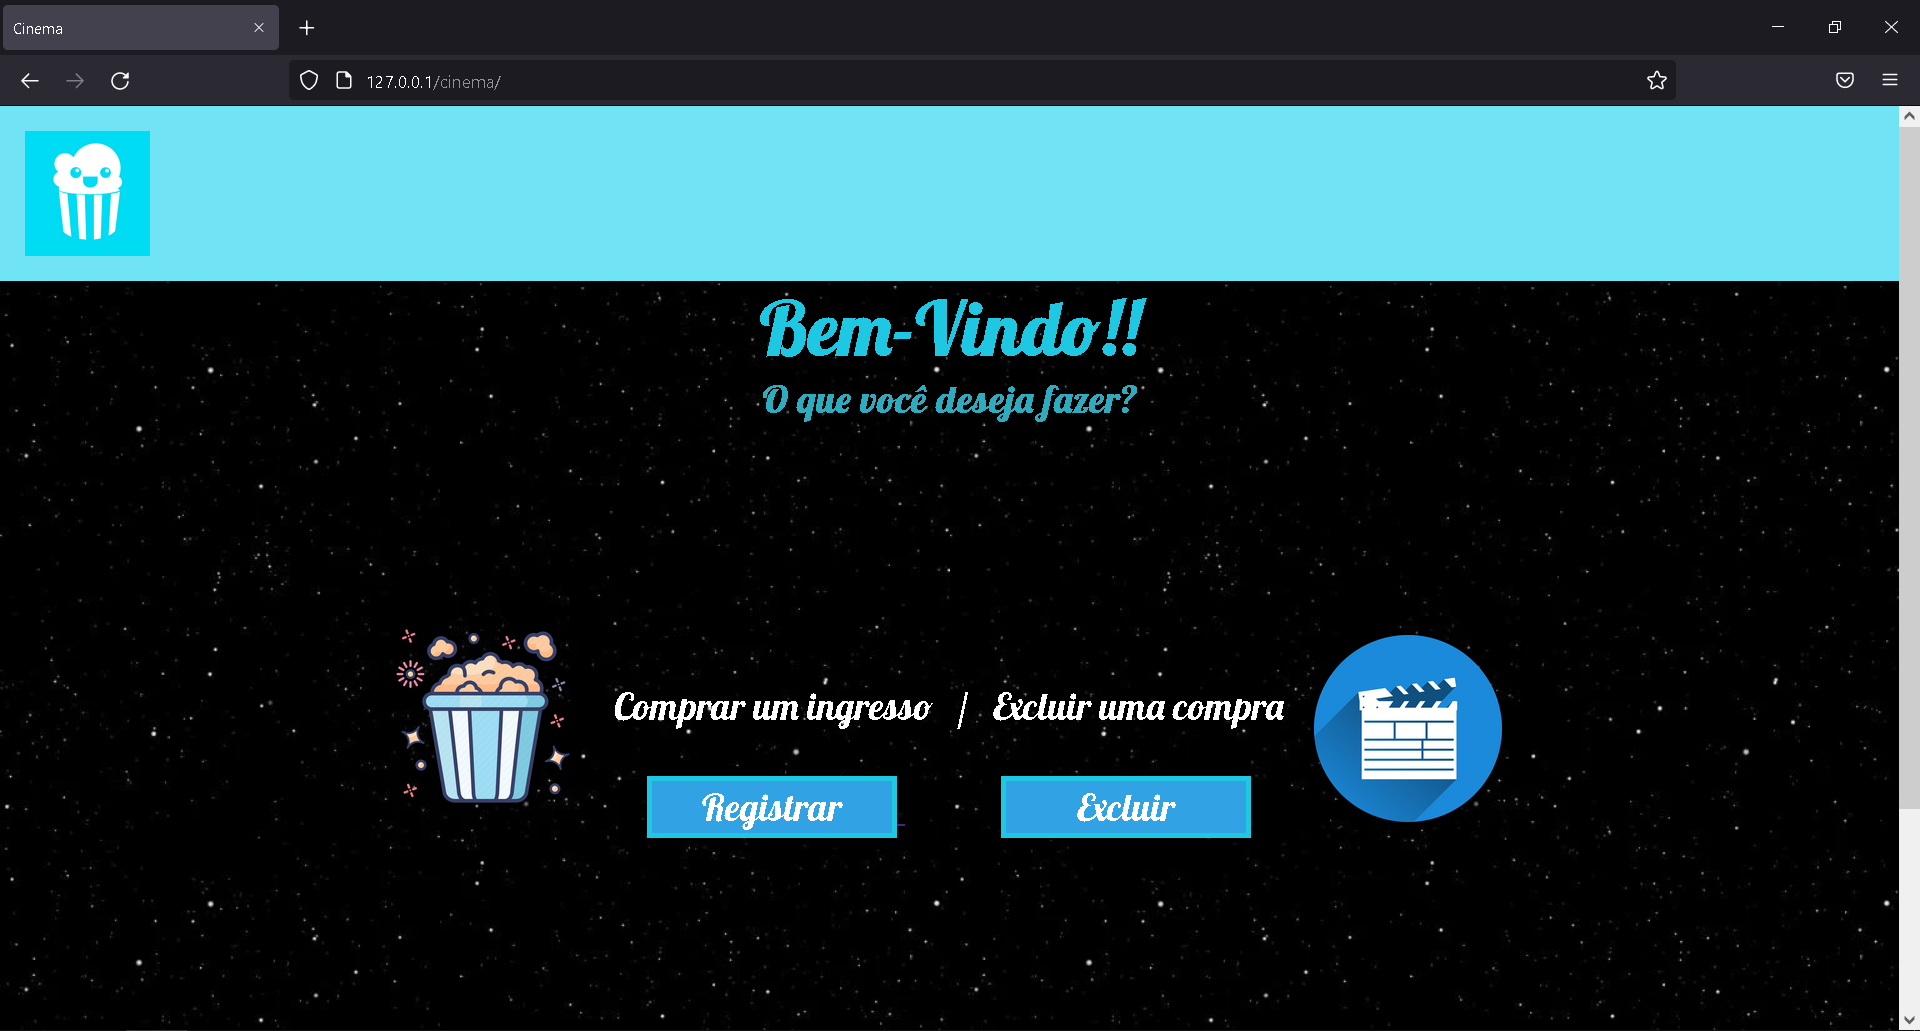 Cinema
127.0.0.1/cinema/
Bem-Vindo!!
O que você deseja fazer?
Comprar um ingresso / Excluir uma compra
Registrar Excluir